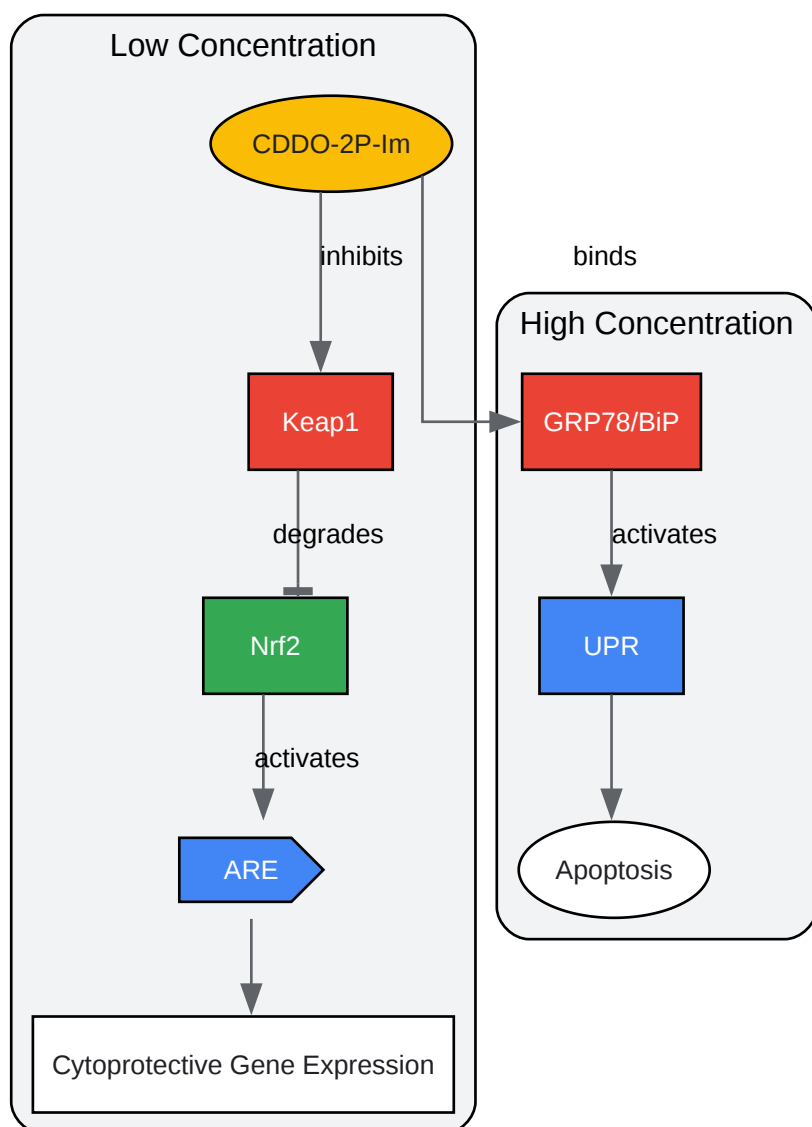 Low Concentration
CDDO-2P-Im
inhibits
binds
High Concentration
Keap1
GRP78/BiP
degrades
activates
Nrf2
UPR
activates
ARE
Apoptosis
Cytoprotective Gene Expression